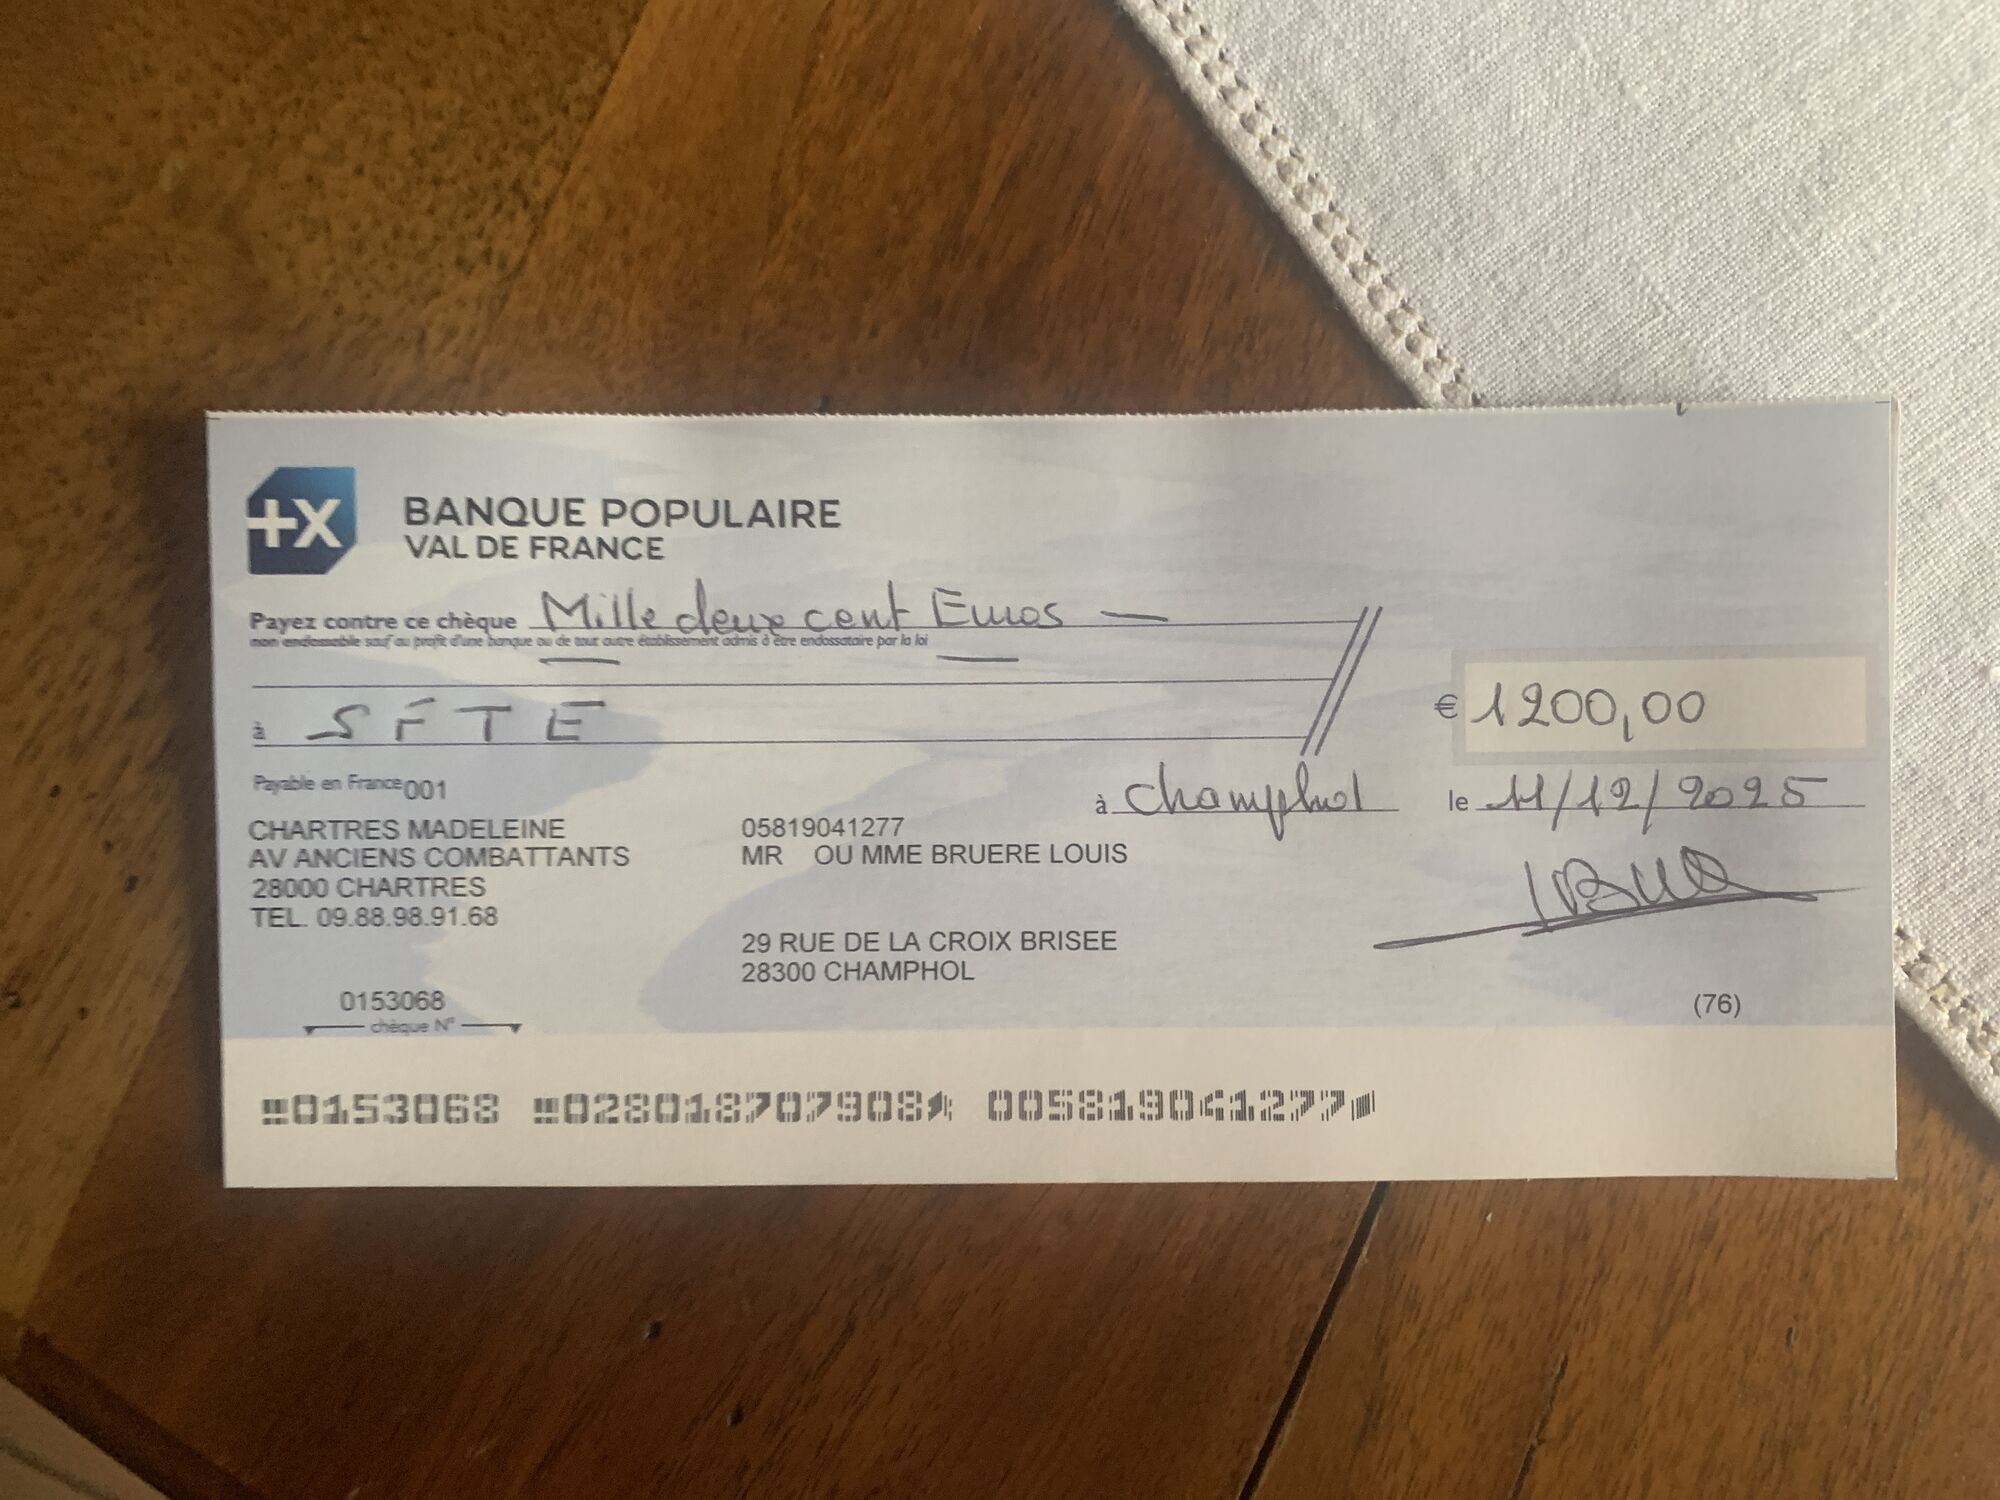 +X
BANQUE POPULAIRE
VAL DE FRANCE
Payez contre ce chèque Mille deux cent Euros
non endossable sauf au profit d'une banque ou de tout autre établissement admis à être endossataire par la loi
à SFTE
€ 1200,00
Payable en France 001
à Champhol le 11/12/2025
CHARTRES MADELEINE
AV ANCIENS COMBATTANTS
28000 CHARTRES
TEL. 09.88.98.91.68
05819041277
MR OU MME BRUERE LOUIS
29 RUE DE LA CROIX BRISEE
28300 CHAMPHOL
0153068
chèque N°
(76)
0153068 028018707908 005819041277